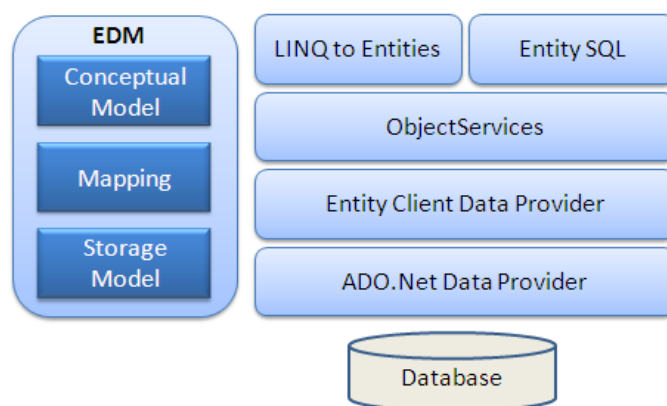 EDM
Conceptual
Model
Mapping
Storage
Model
LINQ to Entities
Entity SQL
ObjectServices
Entity Client Data Provider
ADO.Net Data Provider
Database